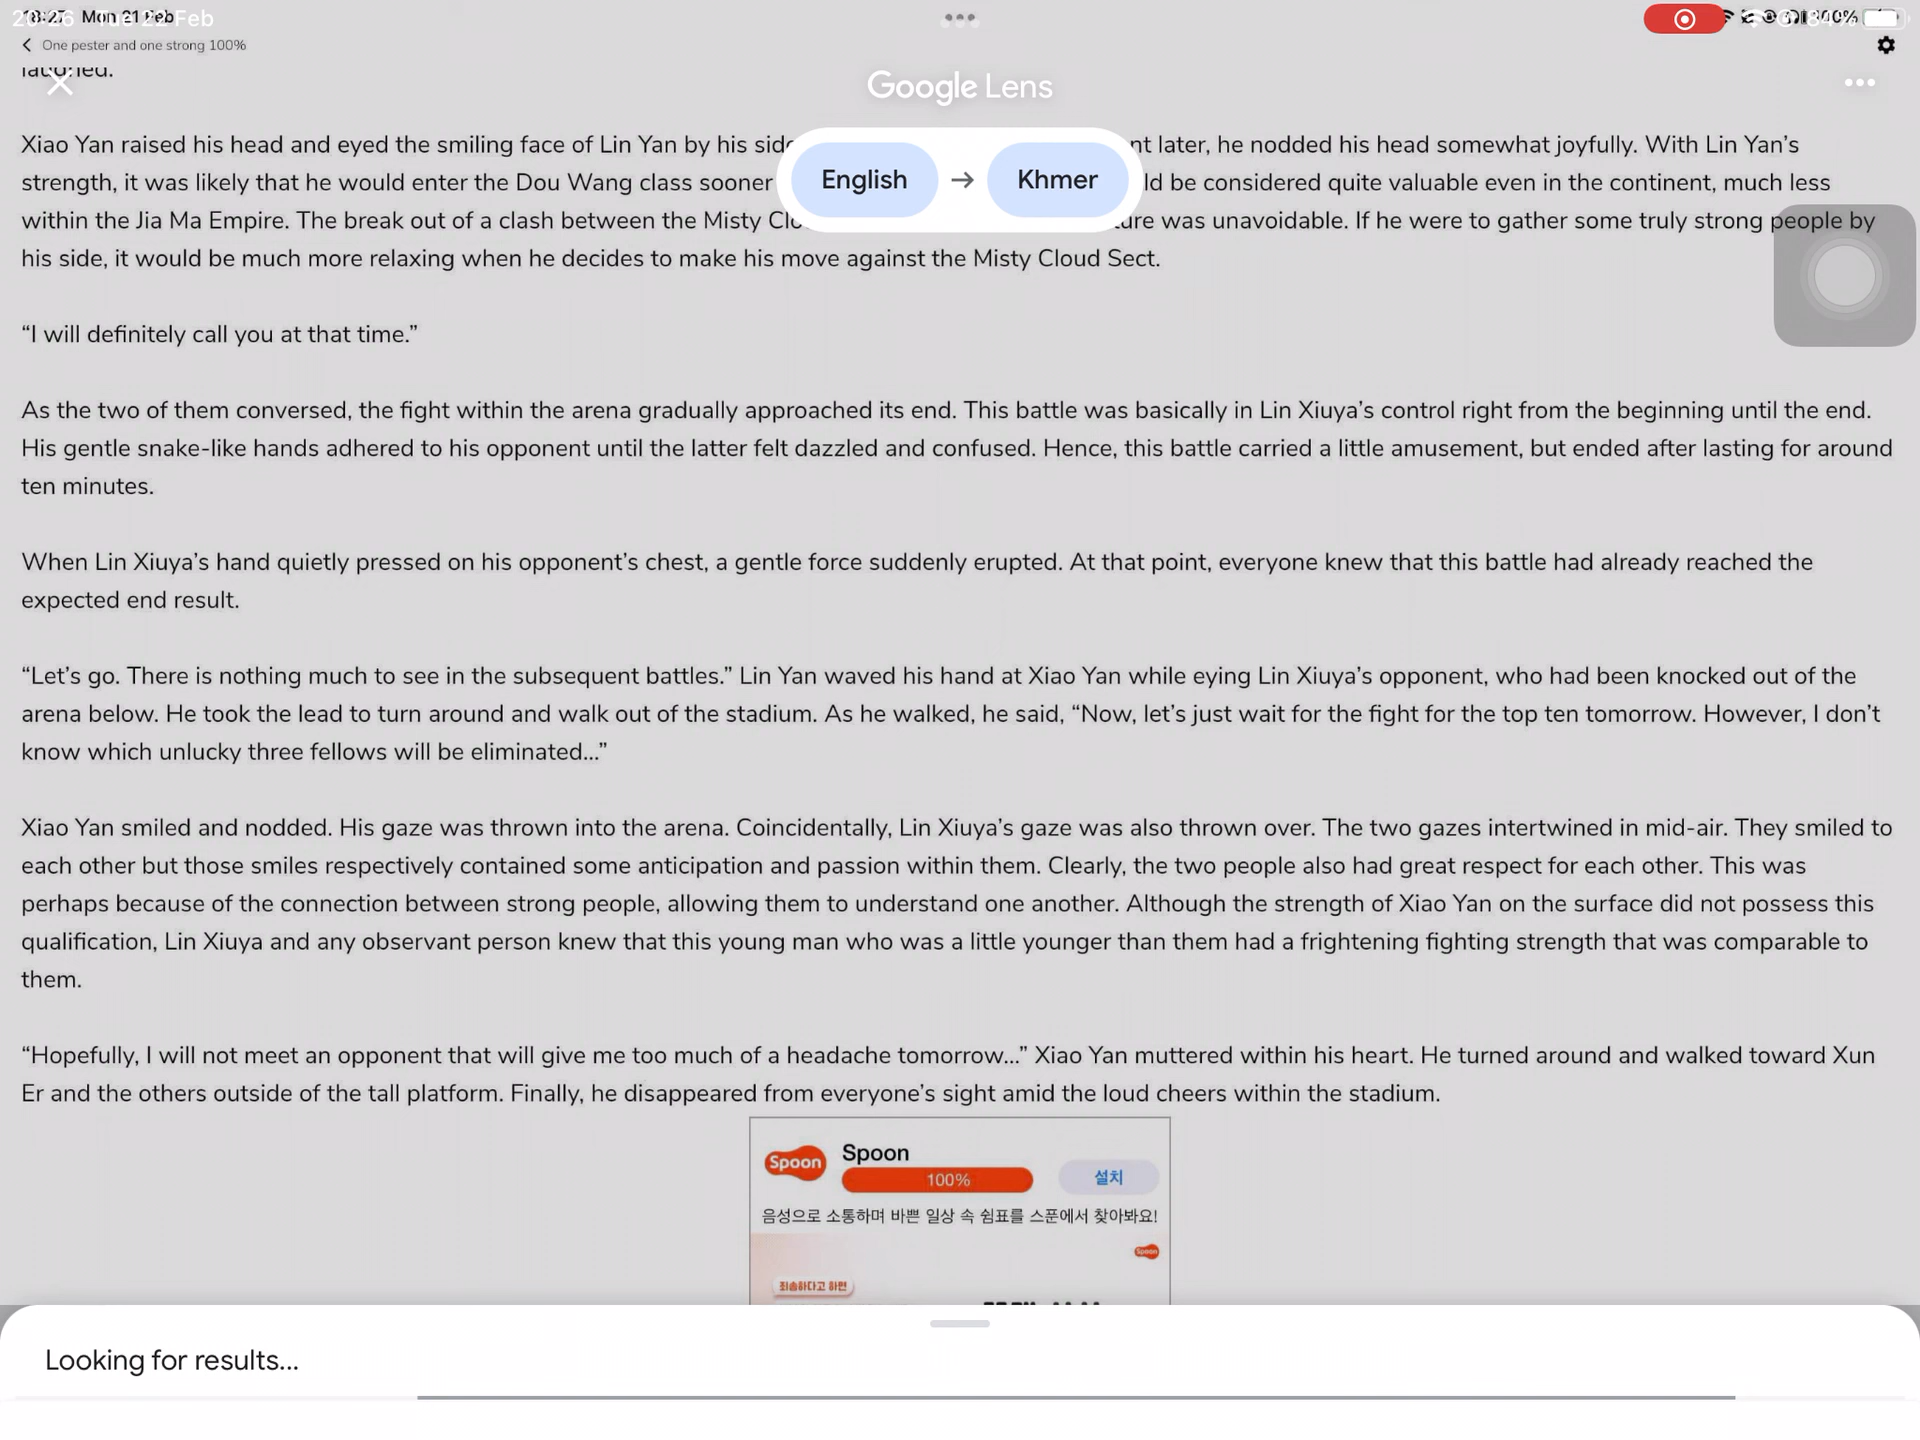 20:26 Tue 22 Feb
18:27 Mon 21 Feb
100%
84%
One pester and one strong 100%
laughed.
Google Lens
English → Khmer
Xiao Yan raised his head and eyed the smiling face of Lin Yan by his side nt later, he nodded his head somewhat joyfully. With Lin Yan’s
strength, it was likely that he would enter the Dou Wang class sooner ld be considered quite valuable even in the continent, much less
within the Jia Ma Empire. The break out of a clash between the Misty Clo ure was unavoidable. If he were to gather some truly strong people by
his side, it would be much more relaxing when he decides to make his move against the Misty Cloud Sect.
“I will definitely call you at that time.”
As the two of them conversed, the fight within the arena gradually approached its end. This battle was basically in Lin Xiuya’s control right from the beginning until the end.
His gentle snake-like hands adhered to his opponent until the latter felt dazzled and confused. Hence, this battle carried a little amusement, but ended after lasting for around
ten minutes.
When Lin Xiuya’s hand quietly pressed on his opponent’s chest, a gentle force suddenly erupted. At that point, everyone knew that this battle had already reached the
expected end result.
“Let’s go. There is nothing much to see in the subsequent battles.” Lin Yan waved his hand at Xiao Yan while eying Lin Xiuya’s opponent, who had been knocked out of the
arena below. He took the lead to turn around and walk out of the stadium. As he walked, he said, “Now, let’s just wait for the fight for the top ten tomorrow. However, I don’t
know which unlucky three fellows will be eliminated...”
Xiao Yan smiled and nodded. His gaze was thrown into the arena. Coincidentally, Lin Xiuya’s gaze was also thrown over. The two gazes intertwined in mid-air. They smiled to
each other but those smiles respectively contained some anticipation and passion within them. Clearly, the two people also had great respect for each other. This was
perhaps because of the connection between strong people, allowing them to understand one another. Although the strength of Xiao Yan on the surface did not possess this
qualification, Lin Xiuya and any observant person knew that this young man who was a little younger than them had a frightening fighting strength that was comparable to
them.
“Hopefully, I will not meet an opponent that will give me too much of a headache tomorrow...” Xiao Yan muttered within his heart. He turned around and walked toward Xun
Er and the others outside of the tall platform. Finally, he disappeared from everyone’s sight amid the loud cheers within the stadium.
Spoon
Spoon
100%
설치
음성으로 소통하며 바쁜 일상 속 쉼표를 스푼에서 찾아봐요!
Spoon
죄송하다고 하면
Looking for results...